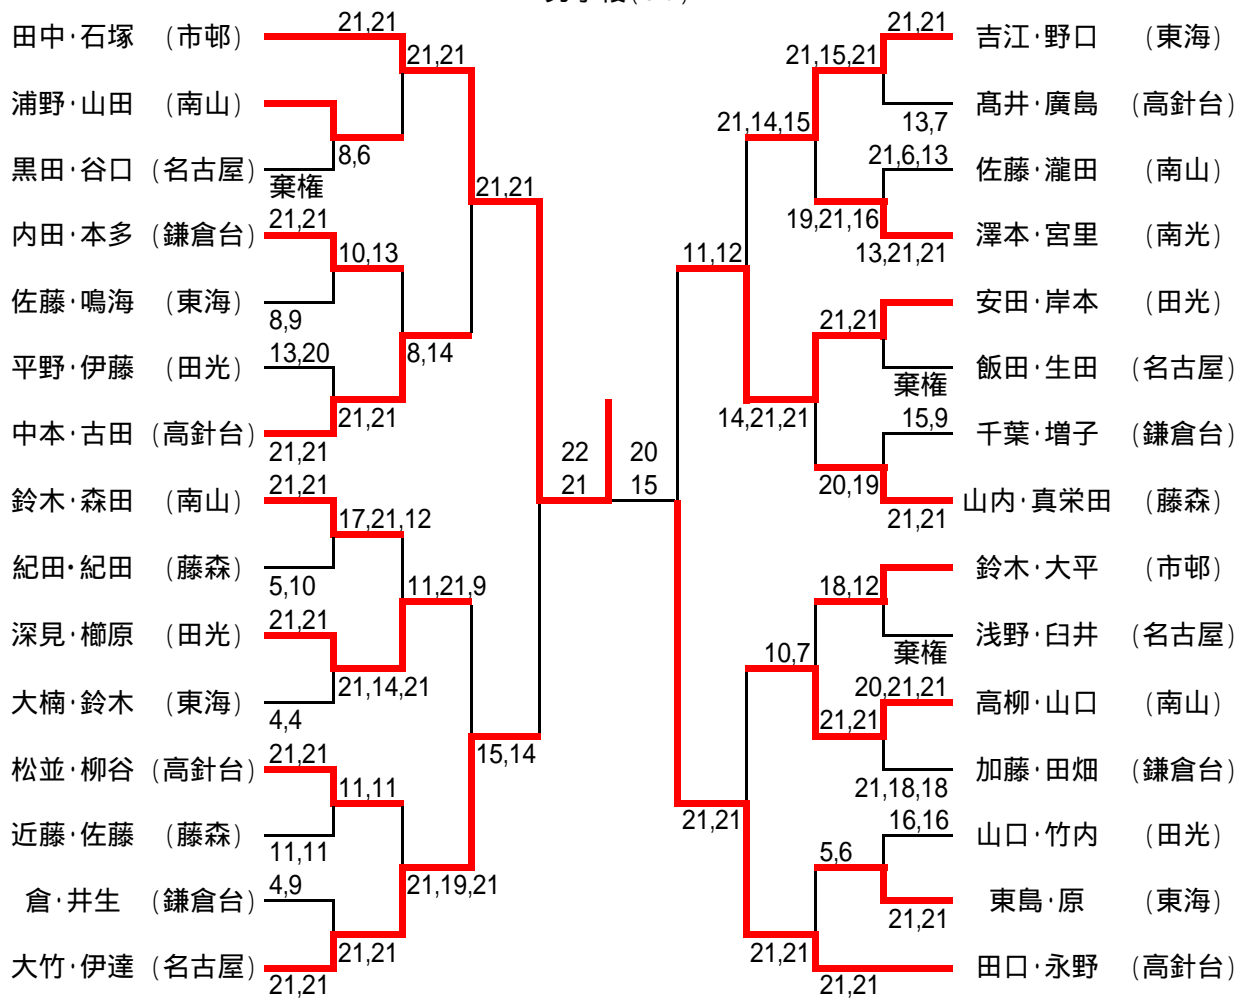 21,21
21,21
田中・石塚 (市邨)
吉江・野口 (東海)
21,21
21,15,21
浦野・山田 (南山)
髙井・廣島 (高針台)
13,7
21,14,15
8,6
21,6,13
黒田・谷口 (名古屋)
佐藤・瀧田 (南山)
棄権
21,21
21,21
19,21,16
内田・本多 (鎌倉台)
澤本・宮里 (南光)
10,13
11,12
13,21,21
佐藤・鳴海 (東海)
安田・岸本 (田光)
8,9
21,21
13,20
8,14
平野・伊藤 (田光)
飯田・生田 (名古屋)
棄権
21,21
14,21,21
15,9
中本・古田 (高針台)
千葉・増子 (鎌倉台)
21,21
22 20
21 15
21,21
20,19
鈴木・森田 (南山)
山内・真栄田 (藤森)
17,21,12
21,21
紀田・紀田 (藤森)
鈴木・大平 (市邨)
5,10
11,21,9
18,12
21,21
深見・櫛原 (田光)
浅野・臼井 (名古屋)
棄権
10,7
21,14,21
20,21,21
大楠・鈴木 (東海)
高柳・山口 (南山)
4,4
21,21
21,21
15,14
松並・柳谷 (高針台)
加藤・田畑 (鎌倉台)
11,11
21,18,18
21,21
16,16
近藤・佐藤 (藤森)
山口・竹内 (田光)
11,11
5,6
4,9
21,19,21
倉・井生 (鎌倉台)
東島・原 (東海)
21,21
21,21
21,21
大竹・伊達 (名古屋)
田口・永野 (高針台)
21,21
21,21